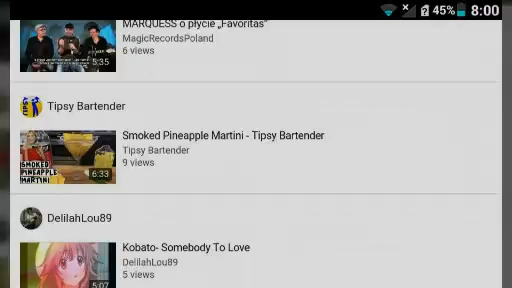 45% 8:00
MARQUESS o płycie „Favoritas"
MagicRecordsPoland
6 views
5:35
Tipsy Bartender
TIPSY
Smoked Pineapple Martini - Tipsy Bartender
Tipsy Bartender
9 views
SMOKED
PINEAPPLE
MARTINI
6:33
DelilahLou89
Kobato- Somebody To Love
DelilahLou89
5 views
5:07